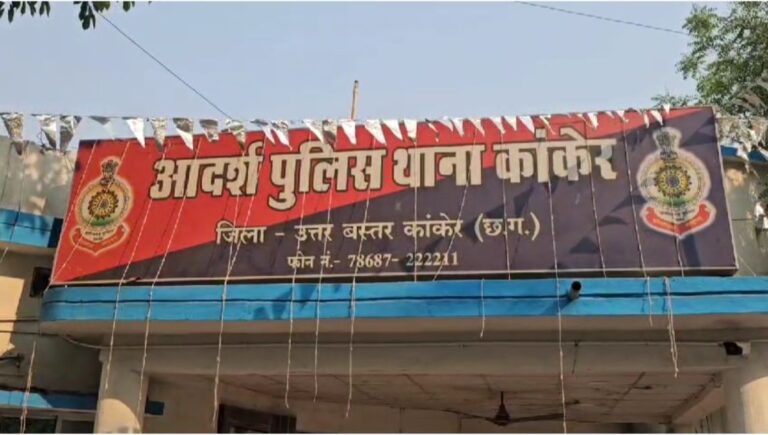 आदर्श पुलिस थाना कांकेर
जिला - उत्तर बस्तर कांकेर (छ.ग.)
फोन नं.- 78687- 222211